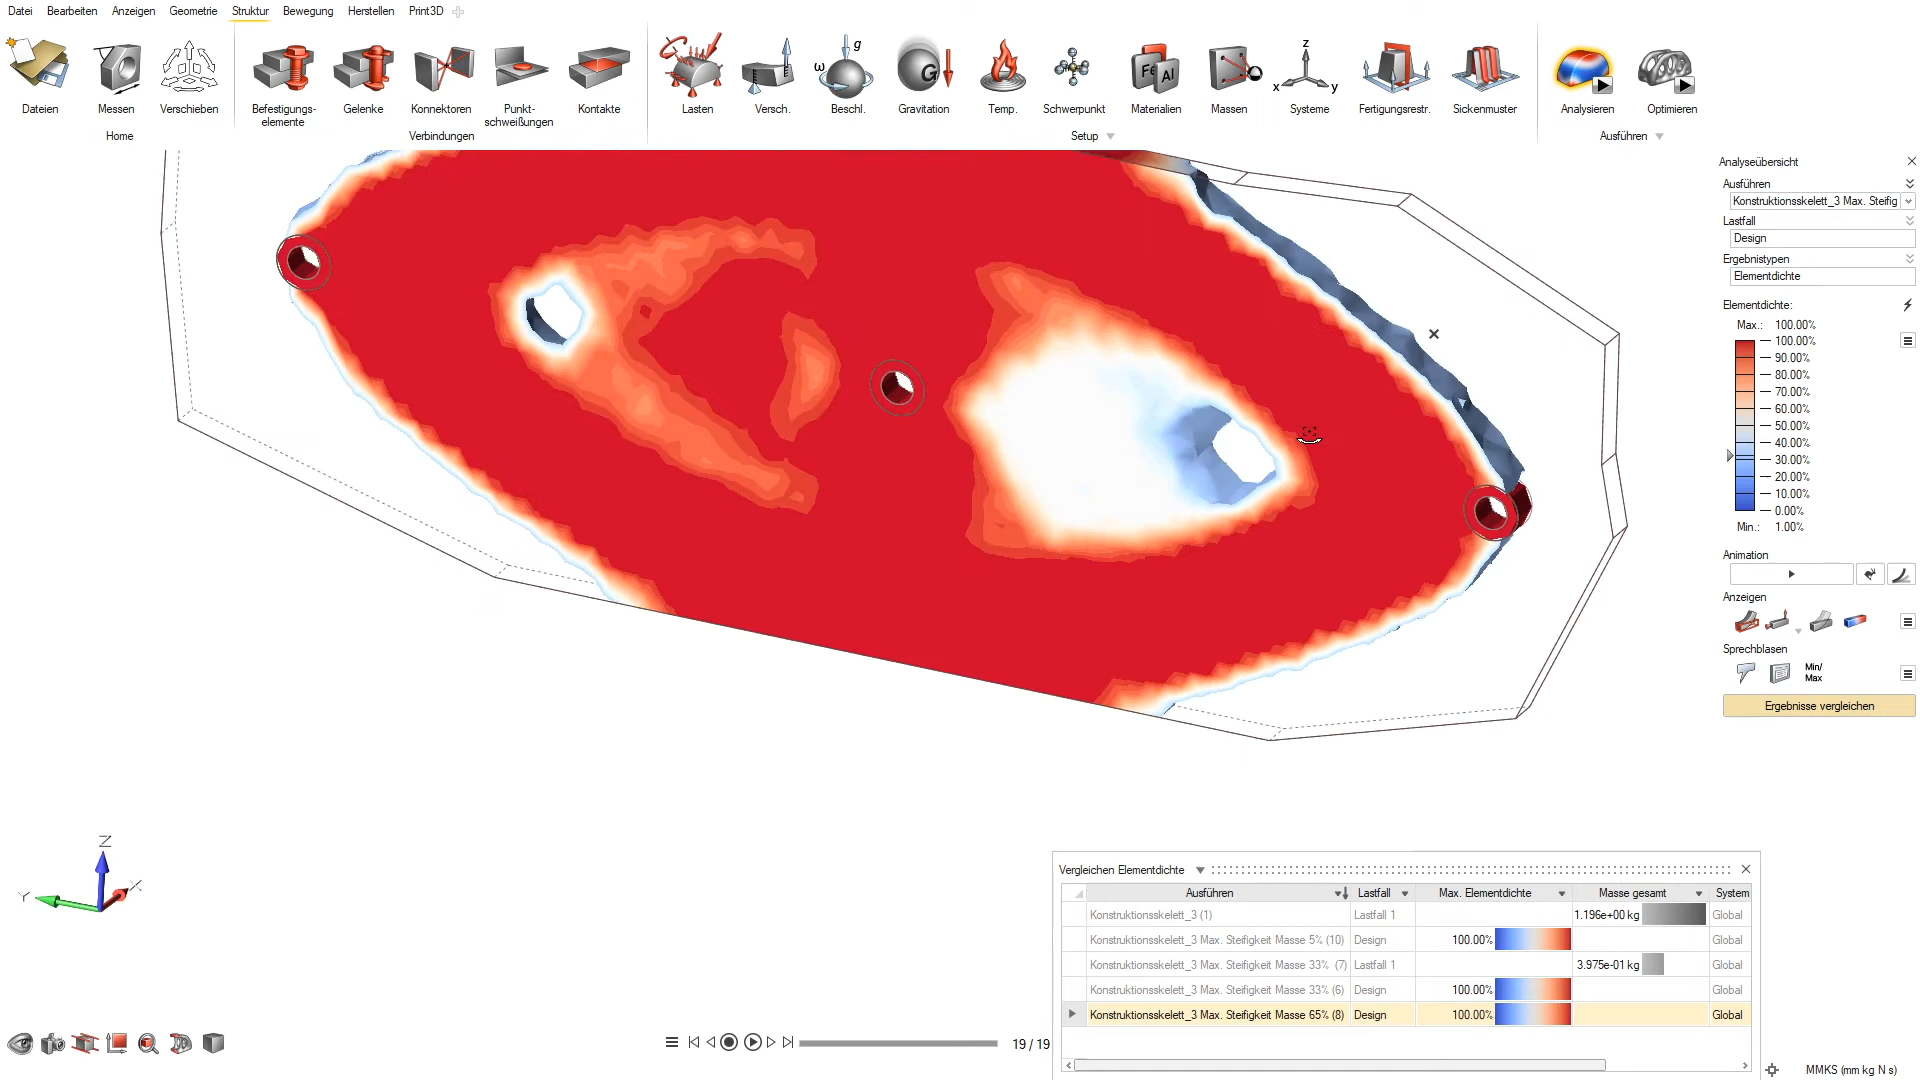 Datei Bearbeiten Anzeigen Geometrie Struktur Bewegung Herstellen Print3D
g
ω
G
Fe Al
z
x y
Dateien Messen Verschieben Befestigungs- Gelenke Konnektoren Punkt- Kontakte Lasten Versch. Beschl. Gravitation Temp. Schwerpunkt Materialien Massen Systeme Fertigungsrestr. Sickenmuster Analysieren Optimieren
elemente schweißungen
Home Verbindungen Setup Ausführen
Analyseübersicht
Ausführen
Konstruktionsskelett_3 Max. Steifig
Lastfall
Design
Ergebnistypen
Elementdichte
Elementdichte:
Max.: 100.00%
100.00%
90.00%
80.00%
70.00%
60.00%
50.00%
40.00%
30.00%
20.00%
10.00%
0.00%
Min.: 1.00%
Animation
Anzeigen
Sprechblasen
Min/
Max
Ergebnisse vergleichen
Z
Y X
Vergleichen Elementdichte
Ausführen Lastfall Max. Elementdichte Masse gesamt System
Konstruktionsskelett_3 (1) Lastfall 1 1.196e+00 kg Global
Konstruktionsskelett_3 Max. Steifigkeit Masse 5% (10) Design 100.00% Global
Konstruktionsskelett_3 Max. Steifigkeit Masse 33% (7) Lastfall 1 3.975e-01 kg Global
Konstruktionsskelett_3 Max. Steifigkeit Masse 33% (6) Design 100.00% Global
Konstruktionsskelett_3 Max. Steifigkeit Masse 65% (8) Design 100.00% Global
19 / 19
MMKS (mm kg N s)